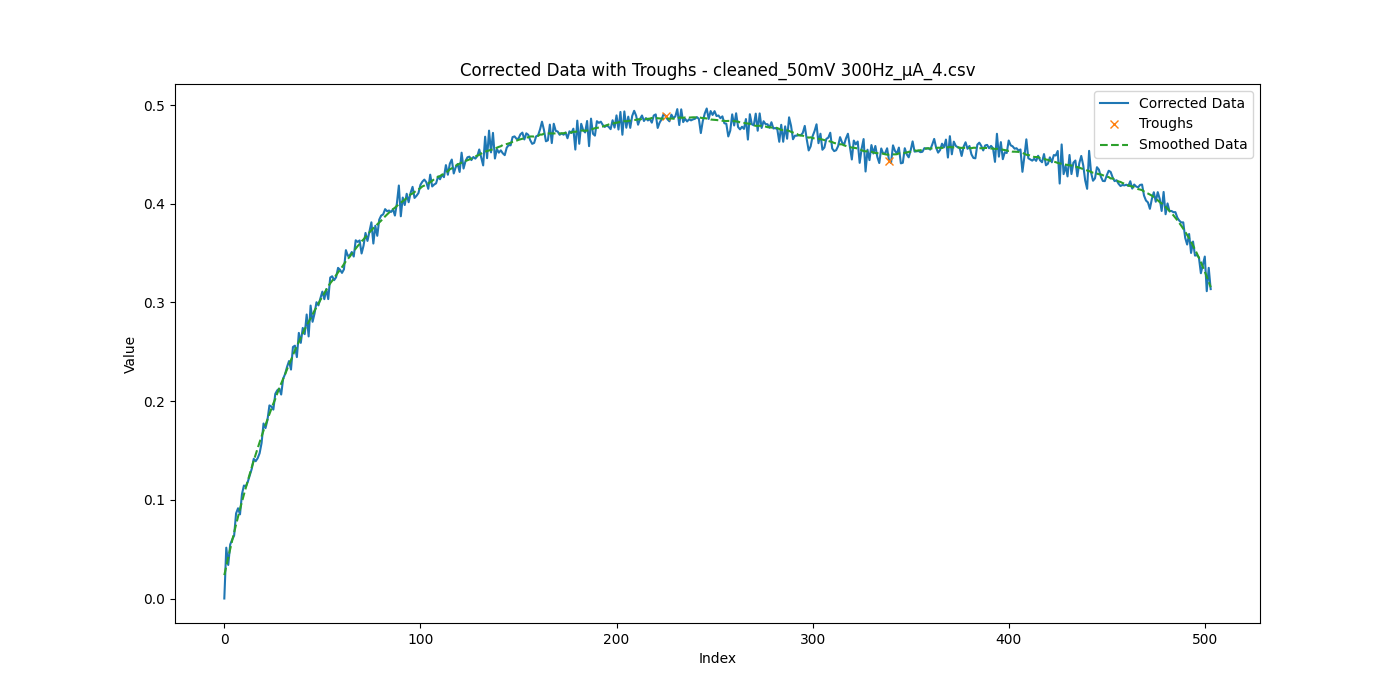 Corrected Data with Troughs - cleaned_50mV 300Hz_µA_4.csv
Corrected Data
Troughs
Smoothed Data
Value
0.5
0.4
0.3
0.2
0.1
0.0
0 100 200 300 400 500
Index